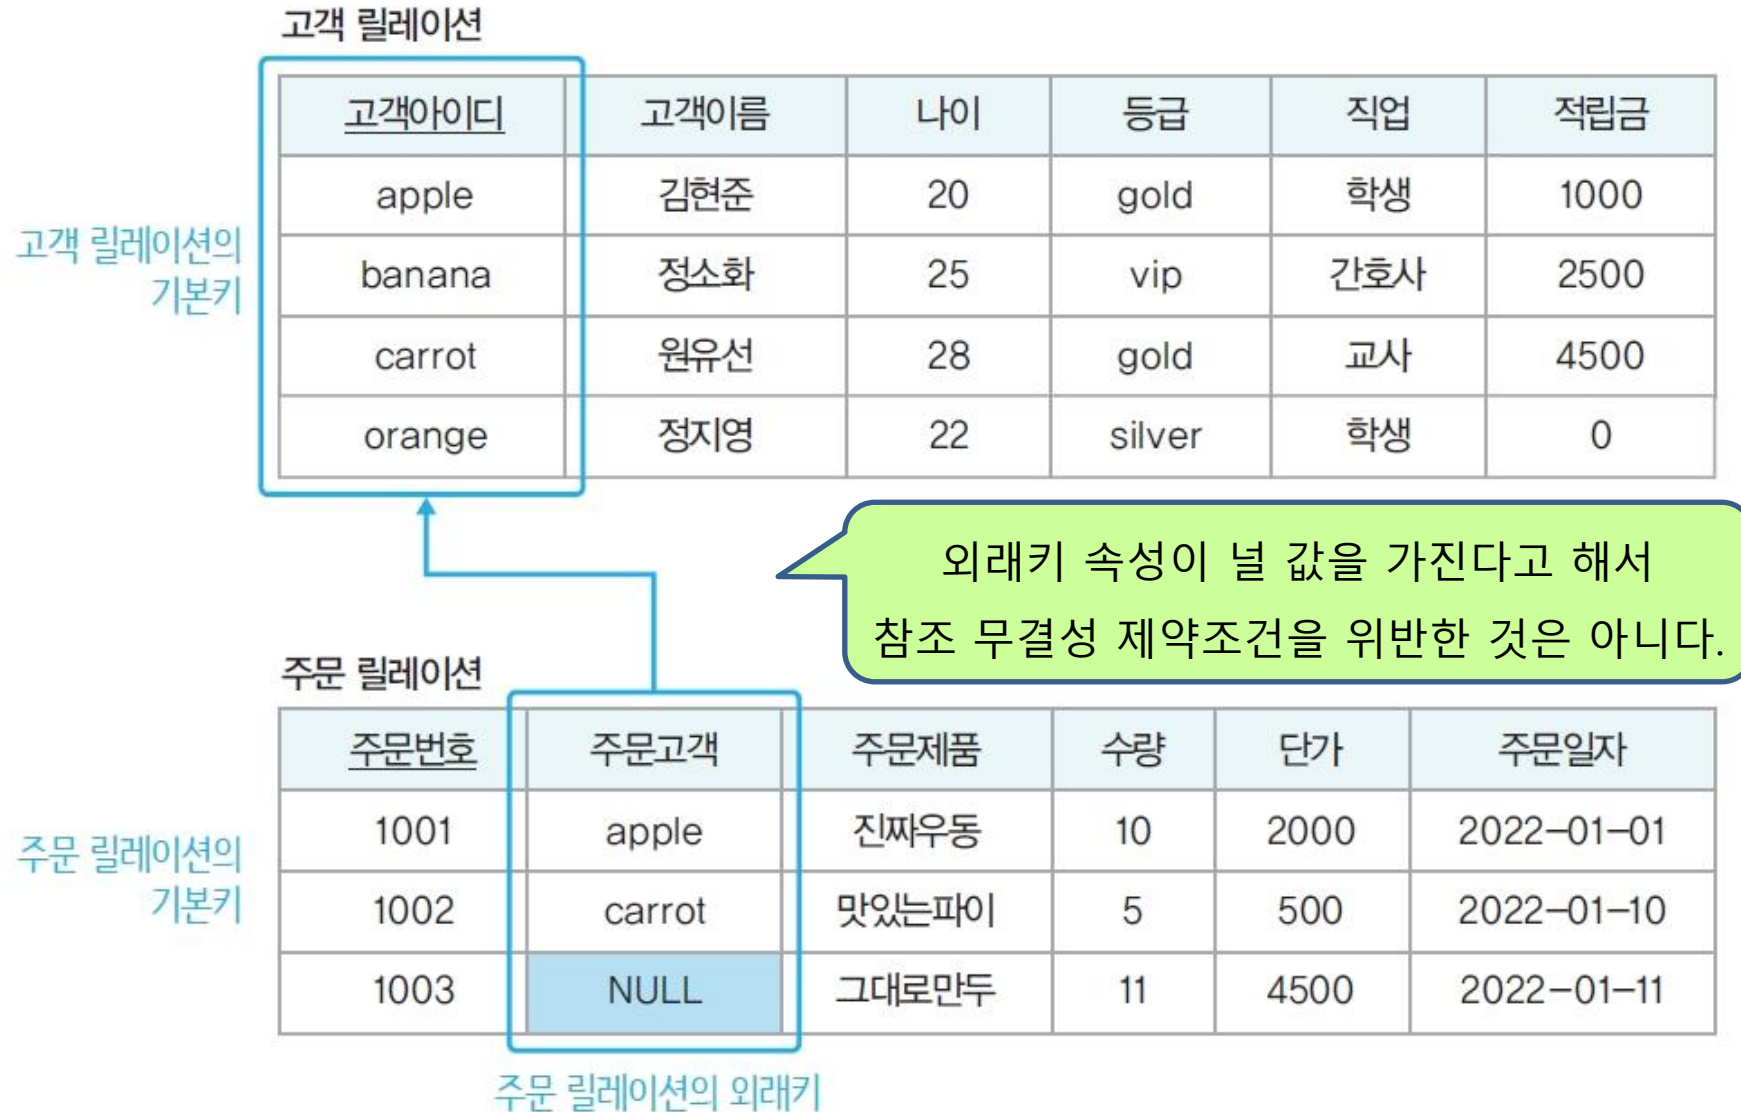 고객 릴레이션
고객아이디 고객이름 나이 등급 직업 적립금
apple 김현준 20 gold 학생 1000
banana 정소화 25 vip 간호사 2500
carrot 원유선 28 gold 교사 4500
orange 정지영 22 silver 학생 0
고객 릴레이션의
기본키
외래키 속성이 널 값을 가진다고 해서
참조 무결성 제약조건을 위반한 것은 아니다.
주문 릴레이션
주문번호 주문고객 주문제품 수량 단가 주문일자
1001 apple 진짜우동 10 2000 2022-01-01
1002 carrot 맛있는파이 5 500 2022-01-10
1003 NULL 그대로만두 11 4500 2022-01-11
주문 릴레이션의
기본키
주문 릴레이션의 외래키